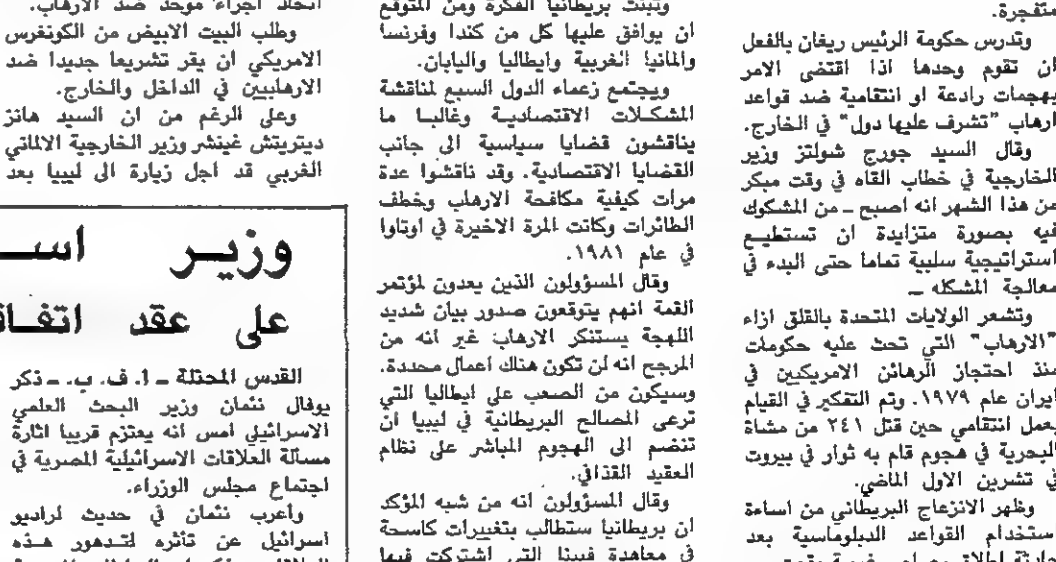 متفجرة.
وتدرس حكومة الرئيس ريغان بالفعل
ان تقوم وحدها اذا اقتضى الامر
بهجمات رادعة او انتقامية ضد قواعد
ارهاب "تشرف عليها دول" في الخارج.
وقال السيد جورج شولتز وزير
الخارجية في خطاب القاه في وقت مبكر
من هذا الشهر انه اصبح ـ من المشكوك
فيه بصورة متزايدة ان تستطيع
استراتيجية سلبية تماما حتى البدء في
معالجة المشكله ـ
وتشعر الولايات المتحدة بالقلق ازاء
"الارهاب" التي تحث عليه حكومات
منذ احتجاز الرهائن الامريكيين في
ايران عام ١٩٧٩. وتم التفكير في القيام
بعمل انتقامي حين قتل ٢٤١ من مشاة
البحرية في هجوم قام به ثوار في بيروت
في تشرين الاول الماضي.
وظهر الانزعاج البريطاني من اساءة
استخدام القواعد الدبلوماسية بعد
حادثة اطلاق
وتبنت بريطانيا الفكرة ومن المتوقع
ان يوافق عليها كل من كندا وفرنسا
والمانيا الغربية وايطاليا واليابان.
ويجتمع زعماء الدول السبع لمناقشة
المشكلات الاقتصادية وغالبا ما
يناقشون قضايا سياسية الى جانب
القضايا الاقتصادية. وقد ناقشوا عدة
مرات كيفية مكافحة الارهاب وخطف
الطائرات وكانت المرة الاخيرة في اوتاوا
في عام ١٩٨١.
وقال المسؤولون الذين يعدون لمؤتمر
القمة انهم يتوقعون صدور بيان شديد
اللهجة يستنكر الارهاب غير انه من
المرجح انه لن تكون هناك اعمال محددة.
وسيكون من الصعب على ايطاليا التي
ترعى المصالح البريطانية في ليبيا ان
تنضم الى الهجوم المباشر على نظام
العقيد القذافي.
وقال المسؤولون انه من شبه المؤكد
ان بريطانيا ستطالب بتغييرات كاسحة
في معاهدة فيينا التي اشتركت فيها
اتخاذ اجراء موحد ضد الارهاب.
وطلب البيت الابيض من الكونغرس
الامريكي ان يقر تشريعا جديدا ضد
الارهلبيين في الداخل والخارج.
وعلى الرغم من ان السيد هانز
ديتريتش غينشر وزير الخارجية الالماتي
الغربي قد اجل زيارة الى ليبيا بعد
وزيـر اسـ
على عقد اتفـاق
القدس المحتلة ـ ا. ف. ب. ـ ذكر
يوفال نئمان وزير البحث العلمي
الاسرائيلي امس انه يعتزم قريبا اثارة
مسألة العلاقات الاسرائيلية المصرية في
اجتماع مجلس الوزراء.
واعرب نئمان في حديث لراديو
اسرائيل عن تأثره لتدهور هذه